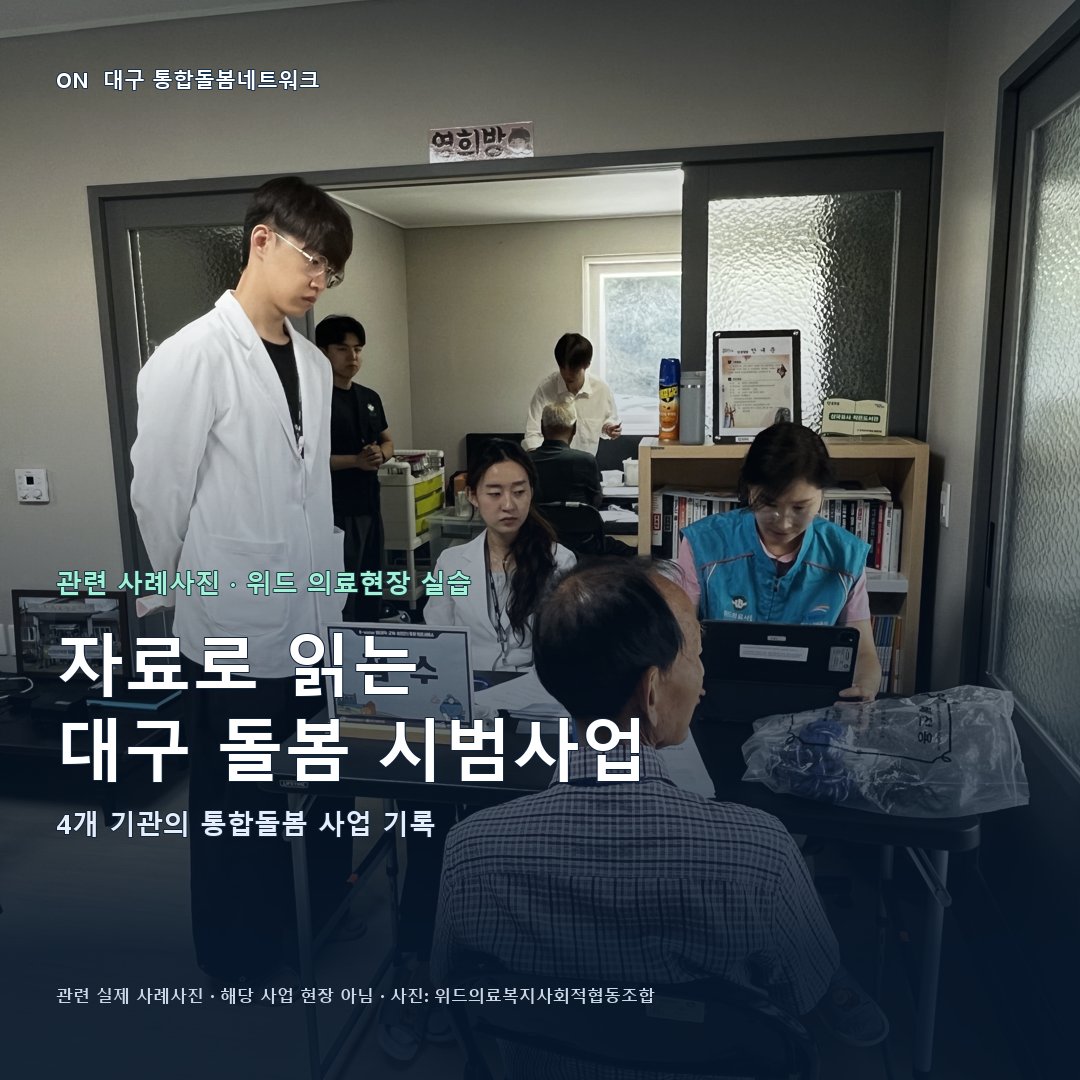 ON 대구 통합돌봄네트워크
영희방
관련 사례사진 · 위드 의료현장 실습
자료로 읽는
대구 돌봄 시범사업
4개 기관의 통합돌봄 사업 기록
관련 실제 사례사진 · 해당 사업 현장 아님 · 사진: 위드의료복지사회적협동조합